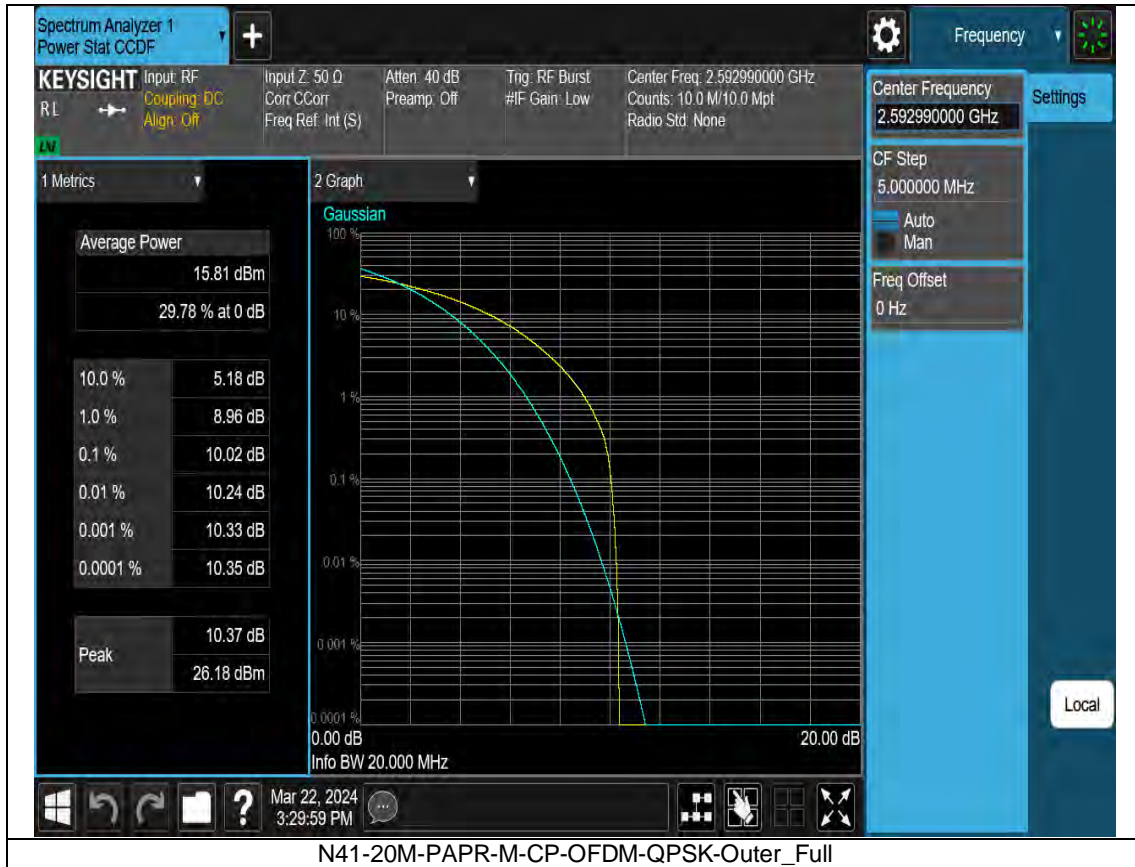 Spectrum Analyzer 1
Power Stat CCDF
+
Frequency
KEYSIGHT
RL
LNI
Input: RF
Coupling: DC
Align: Off
Input Z: 50 Ω
Corr CCorr
Freq Ref: Int (S)
Atten: 40 dB
Preamp: Off
Trig: RF Burst
#IF Gain: Low
Center Freq: 2.592990000 GHz
Counts: 10.0 M/10.0 Mpt
Radio Std: None
Center Frequency
2.592990000 GHz
Settings
CF Step
5.000000 MHz
Auto
Man
Freq Offset
0 Hz
Local
1 Metrics
Average Power
15.81 dBm
29.78 % at 0 dB
10.0 % 5.18 dB
1.0 % 8.96 dB
0.1 % 10.02 dB
0.01 % 10.24 dB
0.001 % 10.33 dB
0.0001 % 10.35 dB
Peak
10.37 dB
26.18 dBm
2 Graph
Gaussian
100 %
10 %
1 %
0.1 %
0.01 %
0.001 %
0.0001 %
0.00 dB 20.00 dB
Info BW 20.000 MHz
?
Mar 22, 2024
3:29:59 PM
N41-20M-PAPR-M-CP-OFDM-QPSK-Outer_Full